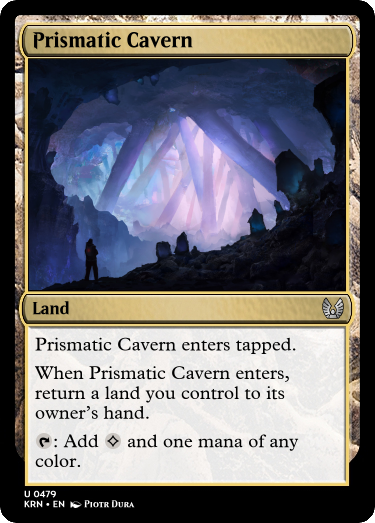 Prismatic Cavern
Land
Prismatic Cavern enters tapped.
When Prismatic Cavern enters,
return a land you control to its
owner's hand.
: Add and one mana of any
color.
U 0479
KRN • EN Piotr Dura